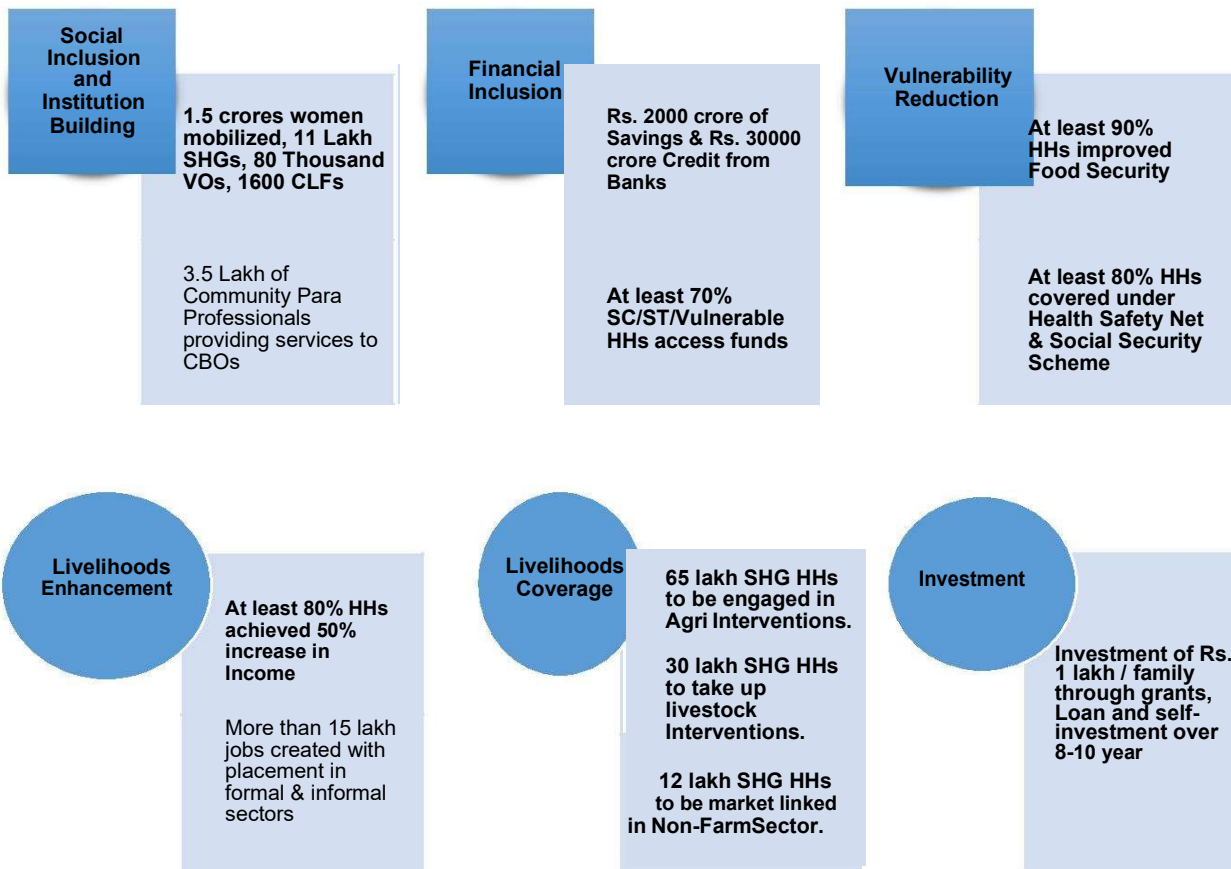 Social
Inclusion
and
Institution
Building
1.5 crores women
mobilized, 11 Lakh
SHGs, 80 Thousand
VOs, 1600 CLFs
3.5 Lakh of
Community Para
Professionals
providing services to
CBOs
Financial
Inclusion
Rs. 2000 crore of
Savings & Rs. 30000
crore Credit from
Banks
At least 70%
SC/ST/Vulnerable
HHs access funds
Vulnerability
Reduction
At least 90%
HHs improved
Food Security
At least 80% HHs
covered under
Health Safety Net
& Social Security
Scheme
Livelihoods
Enhancement
At least 80% HHs
achieved 50%
increase in
Income
More than 15 lakh
jobs created with
placement in
formal & informal
sectors
Livelihoods
Coverage
65 lakh SHG HHs
to be engaged in
Agri Interventions.
30 lakh SHG HHs
to take up
livestock
Interventions.
12 lakh SHG HHs
to be market linked
in Non-FarmSector.
Investment
Investment of Rs.
1 lakh / family
through grants,
Loan and self-
investment over
8-10 year